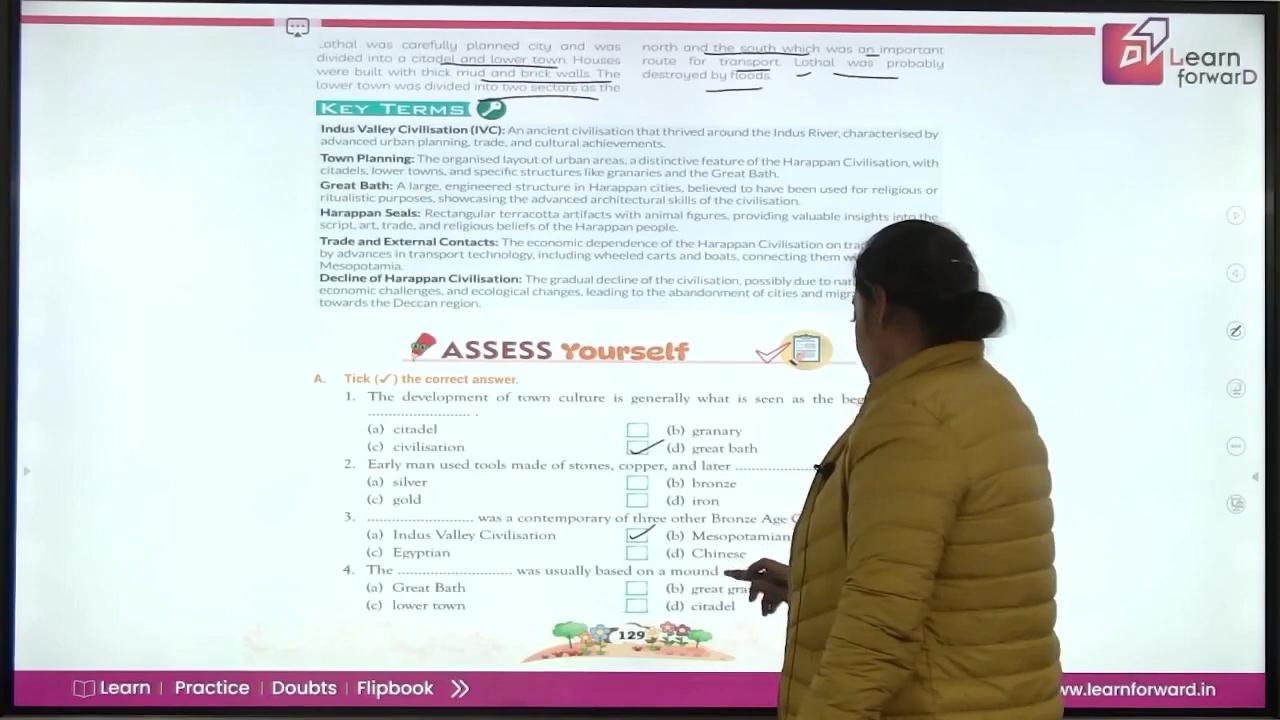 Lothal was carefully planned city and was
divided into a citadel and lower town. Houses
were built with thick mud and brick walls. The
lower town was divided into two sectors as the
north and the south which was an important
route for transport. Lothal was probably
destroyed by floods.
Learn
forwarD
KEY TERMS
Indus Valley Civilisation (IVC): An ancient civilisation that thrived around the Indus River, characterised by
advanced urban planning, trade, and cultural achievements.
Town Planning: The organised layout of urban areas, a distinctive feature of the Harappan Civilisation, with
citadels, lower towns, and specific structures like granaries and the Great Bath.
Great Bath: A large, engineered structure in Harappan cities, believed to have been used for religious or
ritualistic purposes, showcasing the advanced architectural skills of the civilisation.
Harappan Seals: Rectangular terracotta artifacts with animal figures, providing valuable insights into the
script, art, trade, and religious beliefs of the Harappan people.
Trade and External Contacts: The economic dependence of the Harappan Civilisation on
by advances in transport technology, including wheeled carts and boats, connecting them
Mesopotamia.
Decline of Harappan Civilisation: The gradual decline of the civilisation, possibly due to
economic challenges, and ecological changes, leading to the abandonment of cities and
towards the Deccan region.
ASSESS Yourself
A. Tick (✓) the correct answer.
1. The development of town culture is generally what is seen as the
........................ .
(a) citadel (b) granary
(c) civilisation (d) great bath
2. Early man used tools made of stones, copper, and later ....................
(a) silver (b) bronze
(c) gold (d) iron
3. ........................ was a contemporary of three other Bronze Age
(a) Indus Valley Civilisation (b) Mesopotamian
(c) Egyptian (d) Chinese
4. The ........................ was usually based on a mound
(a) Great Bath (b) great
(c) lower town (d) citadel
129
Learn | Practice | Doubts | Flipbook
ww.learnforward.in